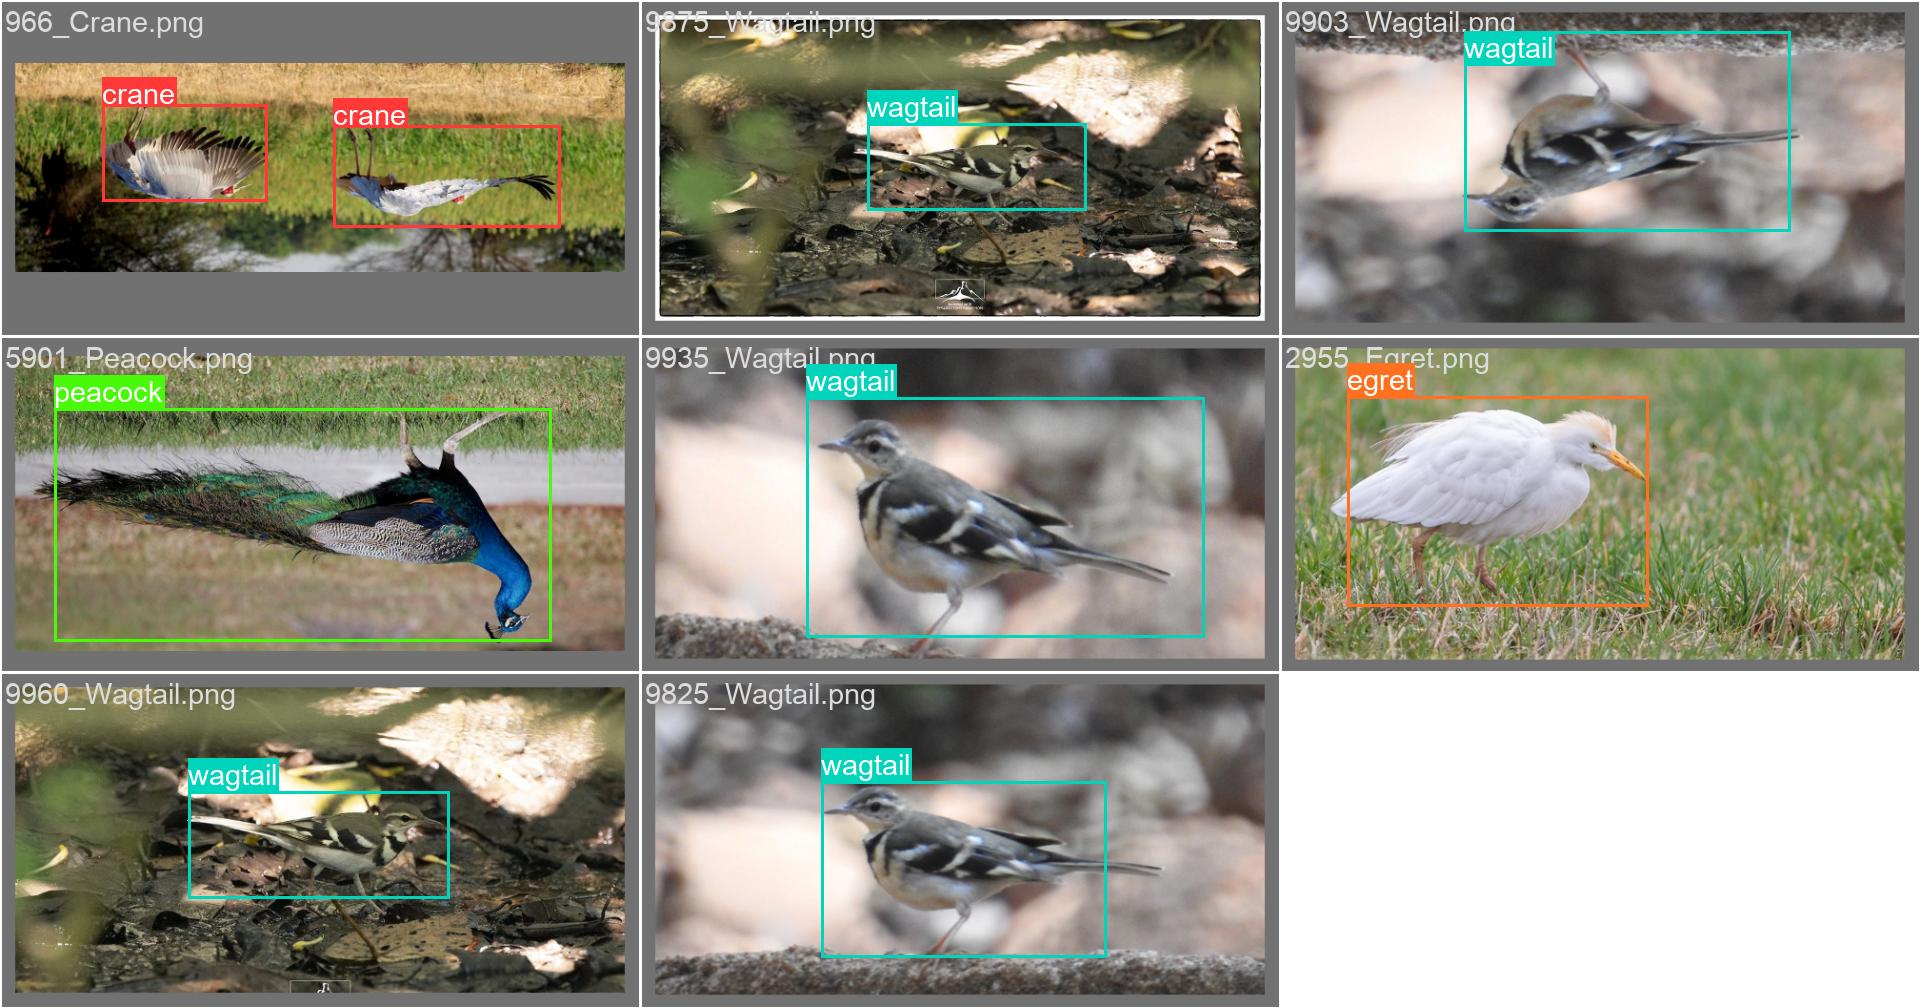 966_Crane.png
crane
crane
9875_Wagtail.png
wagtail
9903_Wagtail.png
wagtail
5901_Peacock.png
peacock
9935_Wagtail.png
wagtail
2955_Egret.png
egret
9960_Wagtail.png
wagtail
9825_Wagtail.png
wagtail